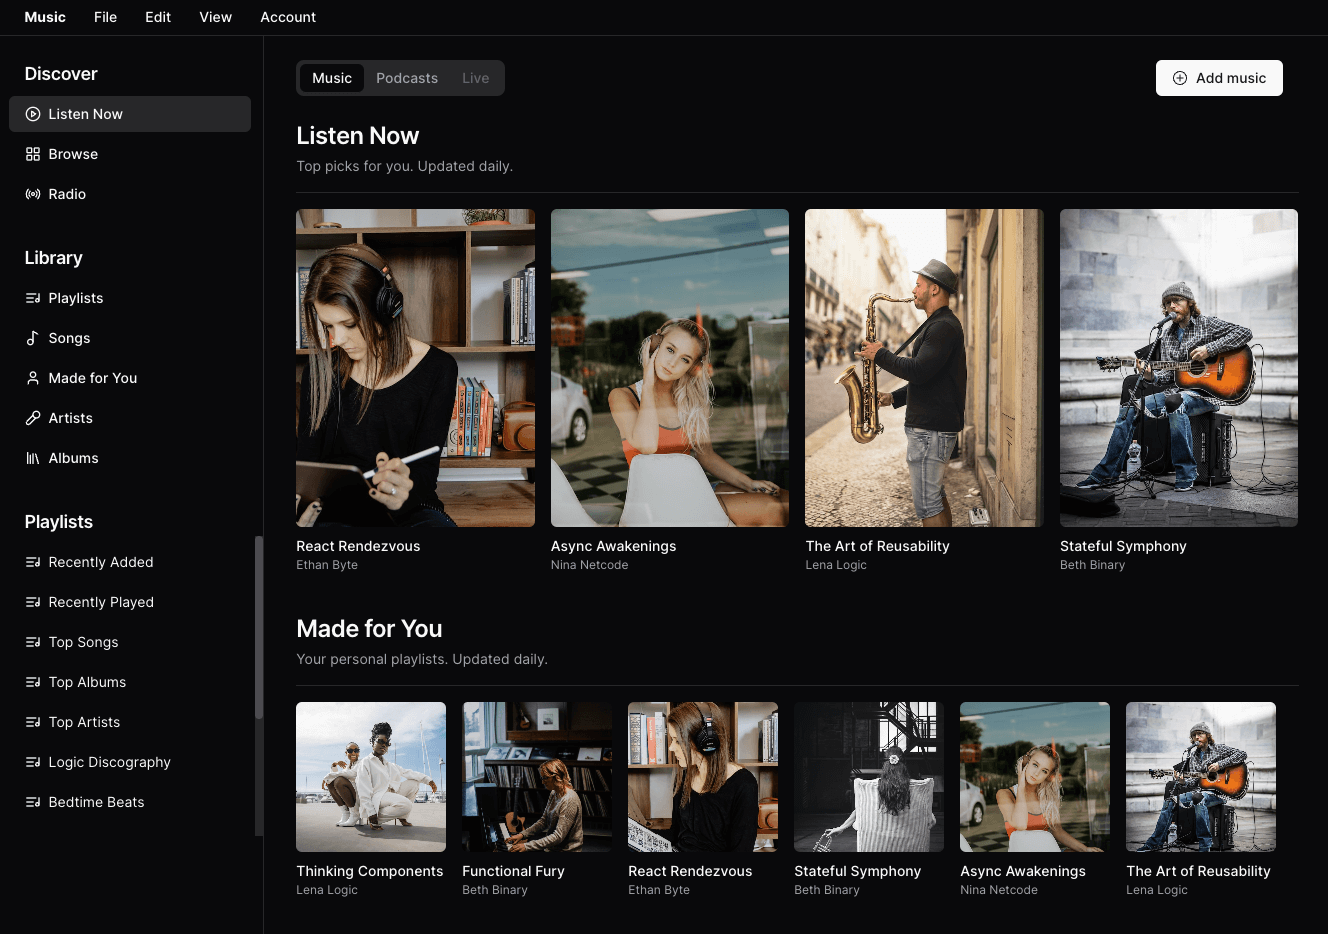 Music File Edit View Account
Discover
Listen Now
Browse
Radio
Library
Playlists
Songs
Made for You
Artists
Albums
Playlists
Recently Added
Recently Played
Top Songs
Top Albums
Top Artists
Logic Discography
Bedtime Beats
Music Podcasts Live
Add music
Listen Now
Top picks for you. Updated daily.
React Rendezvous
Ethan Byte
Async Awakenings
Nina Netcode
The Art of Reusability
Lena Logic
Stateful Symphony
Beth Binary
Made for You
Your personal playlists. Updated daily.
Thinking Components
Lena Logic
Functional Fury
Beth Binary
React Rendezvous
Ethan Byte
Stateful Symphony
Beth Binary
Async Awakenings
Nina Netcode
The Art of Reusability
Lena Logic